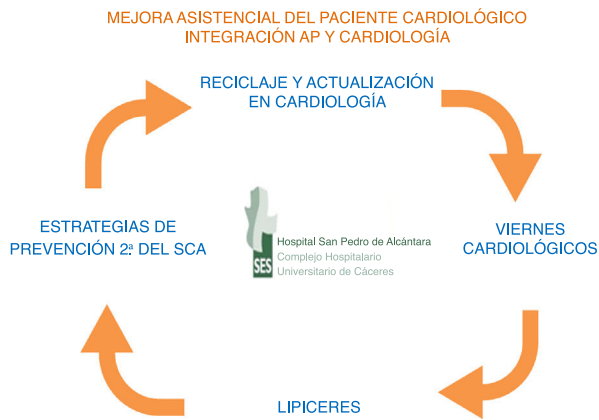 MEJORA ASISTENCIAL DEL PACIENTE CARDIOLÓGICO
INTEGRACIÓN AP Y CARDIOLOGÍA
RECICLAJE Y ACTUALIZACIÓN
EN CARDIOLOGÍA
VIERNES
CARDIOLÓGICOS
LIPICERES
ESTRATEGIAS DE
PREVENCIÓN 2ª DEL SCA
SES
Hospital San Pedro de Alcántara
Complejo Hospitalario
Universitario de Cáceres